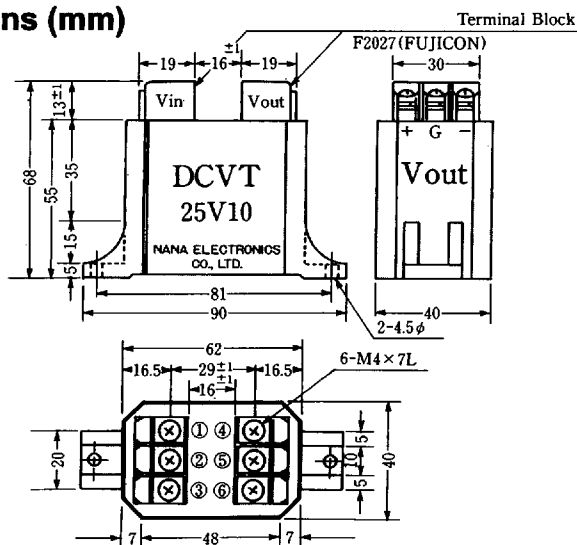 ns (mm)
Terminal Block
F2027(FUJICON)
±1
19 16 19
30
13±1
Vin Vout
+ G −
68
55
35
DCVT
25V10
Vout
NANA ELECTRONICS
CO., LTD.
15
5
81
90
40
2-4.5φ
62
6-M4×7L
16.5 29±1 16.5
16±1
① ④
② ⑤
③ ⑥
20
5
10
5
40
7 48 7